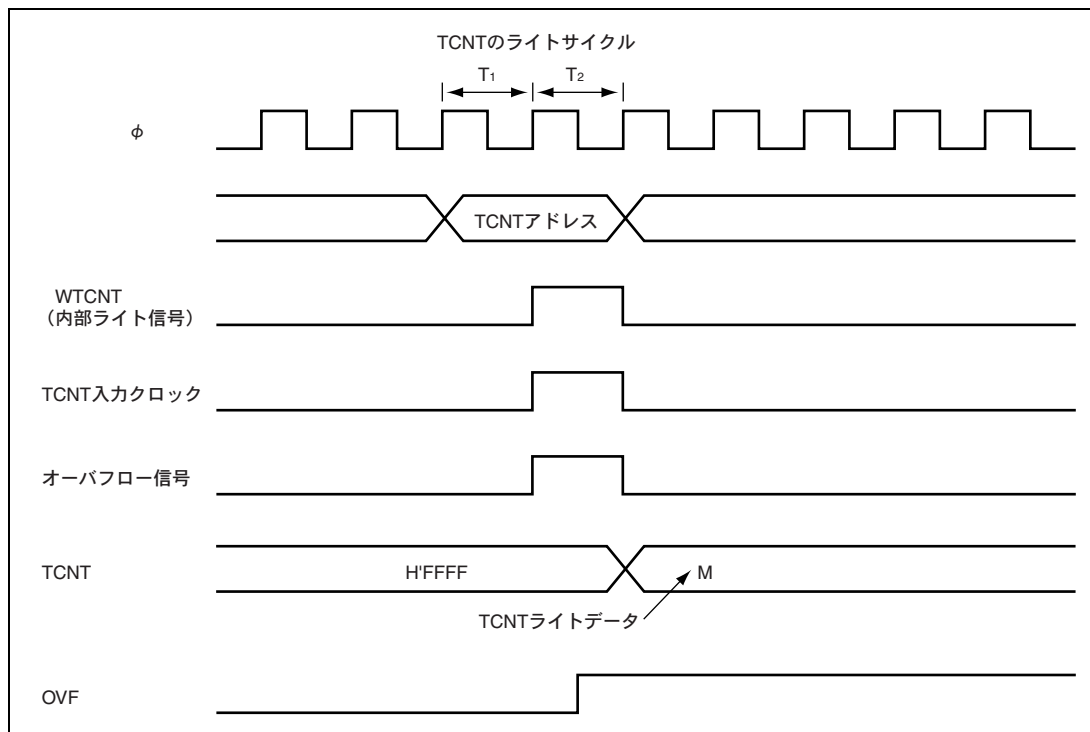 TCNTのライトサイクル
T1
T2
φ
TCNTアドレス
WTCNT
（内部ライト信号）
TCNT入力クロック
オーバフロー信号
TCNT
H'FFFF
M
TCNTライトデータ
OVF